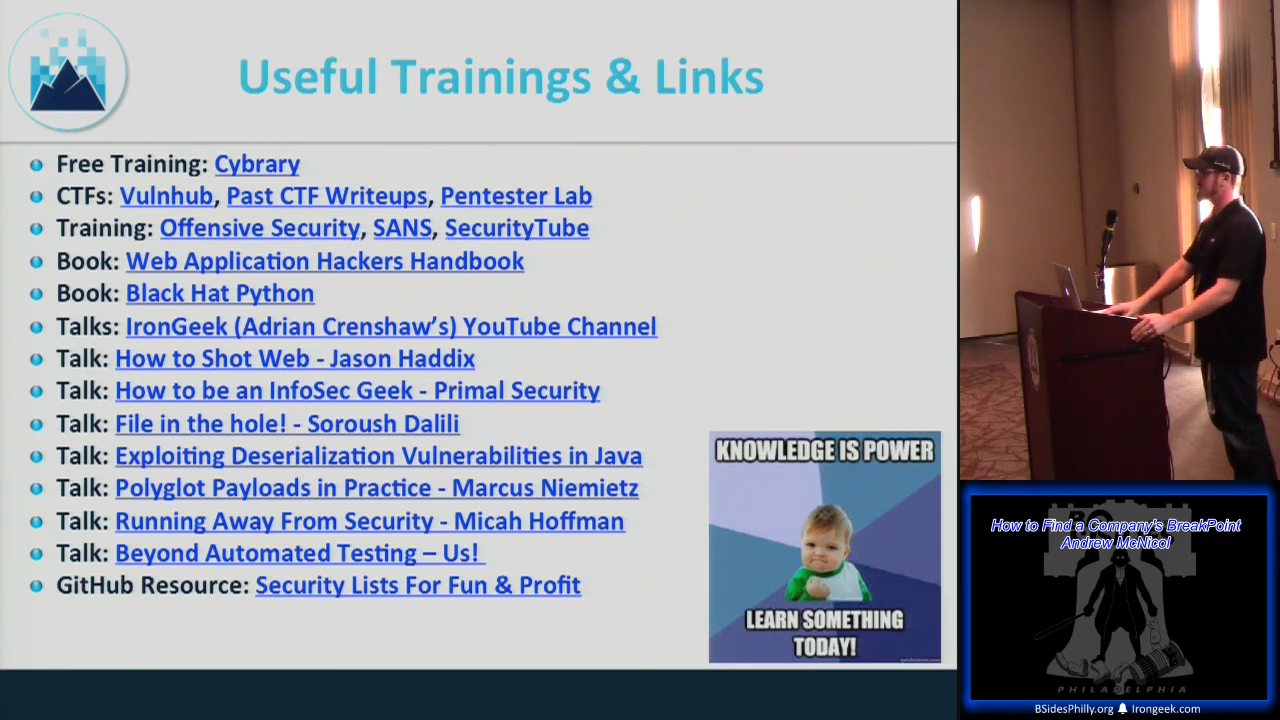 Useful Trainings & Links
Free Training: Cybrary
CTFs: Vulnhub, Past CTF Writeups, Pentester Lab
Training: Offensive Security, SANS, SecurityTube
Book: Web Application Hackers Handbook
Book: Black Hat Python
Talks: IronGeek (Adrian Crenshaw’s) YouTube Channel
Talk: How to Shot Web - Jason Haddix
Talk: How to be an InfoSec Geek - Primal Security
Talk: File in the hole! - Soroush Dalili
Talk: Exploiting Deserialization Vulnerabilities in Java
Talk: Polyglot Payloads in Practice - Marcus Niemietz
Talk: Running Away From Security - Micah Hoffman
Talk: Beyond Automated Testing – Us!
GitHub Resource: Security Lists For Fun & Profit
KNOWLEDGE IS POWER
LEARN SOMETHING
TODAY!
How to Find a Company's BreakPoint
Andrew McNicol
PHILADELPHIA
BSidesPhilly.org Irongeek.com